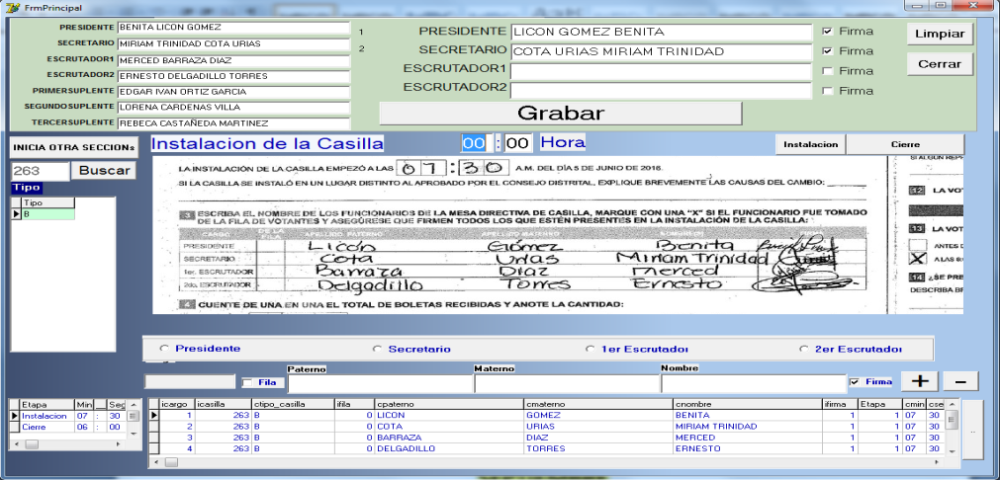 FrmPrincipal
PRESIDENTE BENITA LICON GOMEZ
SECRETARIO MIRIAM TRINIDAD COTA URIAS
ESCRUTADOR1 MERCED BARRAZA DIAZ
ESCRUTADOR2 ERNESTO DELGADILLO TORRES
PRIMERSUPLENTE EDGAR IVAN ORTIZ GARCIA
SEGUNDOSUPLENTE LORENA CARDENAS VILLA
TERCERSUPLENTE REBECA CASTAÑEDA MARTINEZ
1 PRESIDENTE LICON GOMEZ BENITA Firma
2 SECRETARIO COTA URIAS MIRIAM TRINIDAD Firma
ESCRUTADOR1 Firma
ESCRUTADOR2 Firma
Limpiar
Cerrar
Grabar
INICIA OTRA SECCIONs
Instalacion de la Casilla 00 : 00 Hora
Instalacion Cierre
263 Buscar
Tipo
Tipo
B
LA INSTALACIÓN DE LA CASILLA EMPEZÓ A LAS 07:30 A.M. DEL DÍA 5 DE JUNIO DE 2016.
SI LA CASILLA SE INSTALÓ EN UN LUGAR DISTINTO AL APROBADO POR EL CONSEJO DISTRITAL, EXPLIQUE BREVEMENTE LAS CAUSAS DEL CAMBIO:
3 ESCRIBA EL NOMBRE DE LOS FUNCIONARIOS DE LA MESA DIRECTIVA DE CASILLA, MARQUE CON UNA "X" SI EL FUNCIONARIO FUE TOMADO
DE LA FILA DE VOTANTES Y ASEGÚRESE QUE FIRMEN TODOS LOS QUE ESTÉN PRESENTES EN LA INSTALACIÓN DE LA CASILLA:
APELLIDO PATERNO
PRESIDENTE Licón Gómez Benita
SECRETARIO Cota Urias Miriam Trinidad
1er. ESCRUTADOR Barraza Diaz Merced
2do. ESCRUTADOR Delgadillo Torres Ernesto
4 CUENTE DE UNA EN UNA EL TOTAL DE BOLETAS RECIBIDAS Y ANOTE LA CANTIDAD:
SI ALGÚN REP
12 LA VO
13 LA VOT
ANTES D
A LAS 6:
14 ¿SE PRE
DESCRIBA BR
Presidente Secretario 1er Escrutador 2er Escrutador
Paterno Materno Nombre
Fila Firma + −
Etapa Min _ Seg
Instalacion 07 : 30
Cierre 06 : 00
icargo icasilla ctipo_casilla ifila cpaterno cmaterno cnombre ifirma Etapa cmin cse
1 263 B 0 LICON GOMEZ BENITA 1 1 07 30
2 263 B 0 COTA URIAS MIRIAM TRINIDAD 1 1 07 30
3 263 B 0 BARRAZA DIAZ MERCED 1 1 07 30
4 263 B 0 DELGADILLO TORRES ERNESTO 1 1 07 30